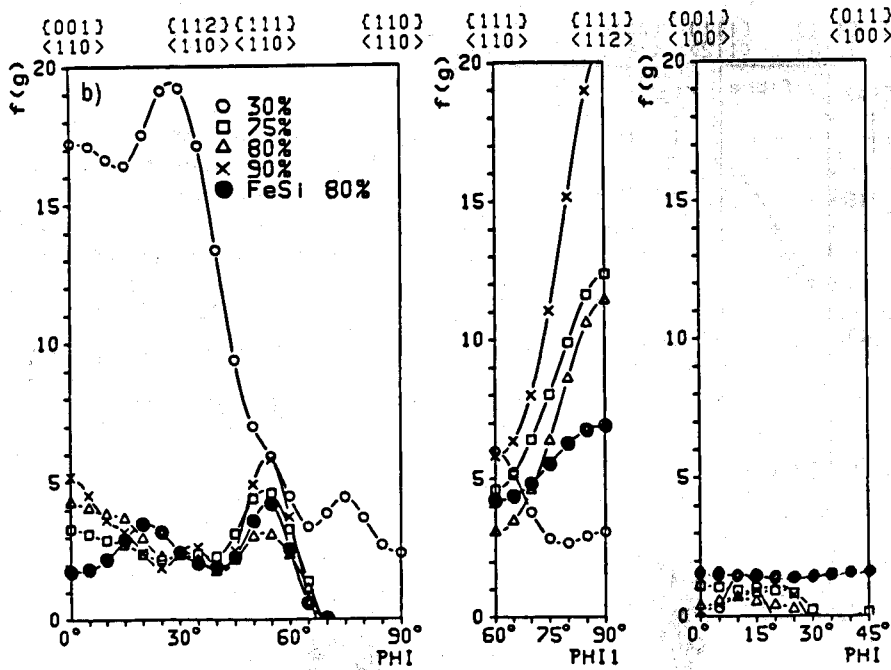 {001} {112} {111} {110}
<110> <110> <110> <110>
{111} {111}
<110> <112>
{001} {011}
<100> <100>
f(g)
20
15
10
5
0
b)
30%
75%
80%
90%
FeSi 80%
0° 30° 60° 90°
PHI
f(g)
20
15
10
5
0
60° 75° 90°
PHI1
f(g)
20
15
10
5
0
0° 15° 30° 45°
PHI